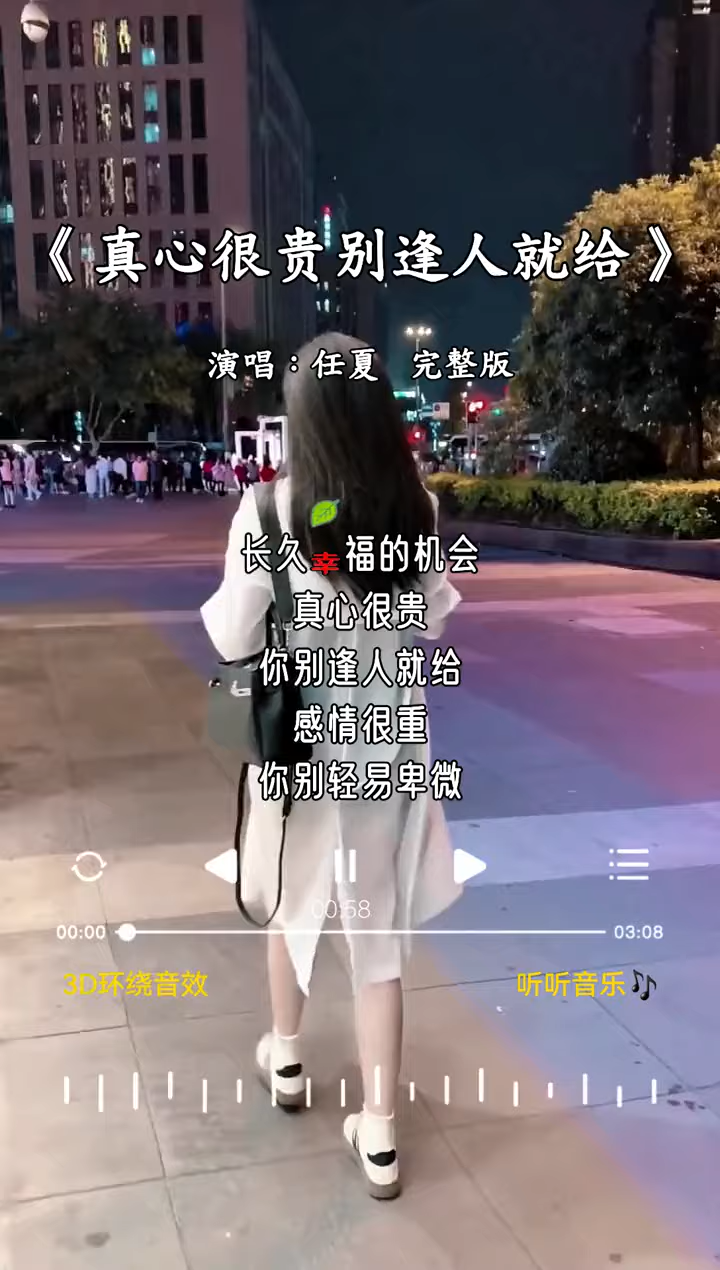 《真心很贵别逢人就给》
演唱：任夏 完整版
长久幸福的机会
真心很贵
你别逢人就给
感情很重
你别轻易卑微
00:58
00:00 03:08
3D环绕音效 听听音乐🎶